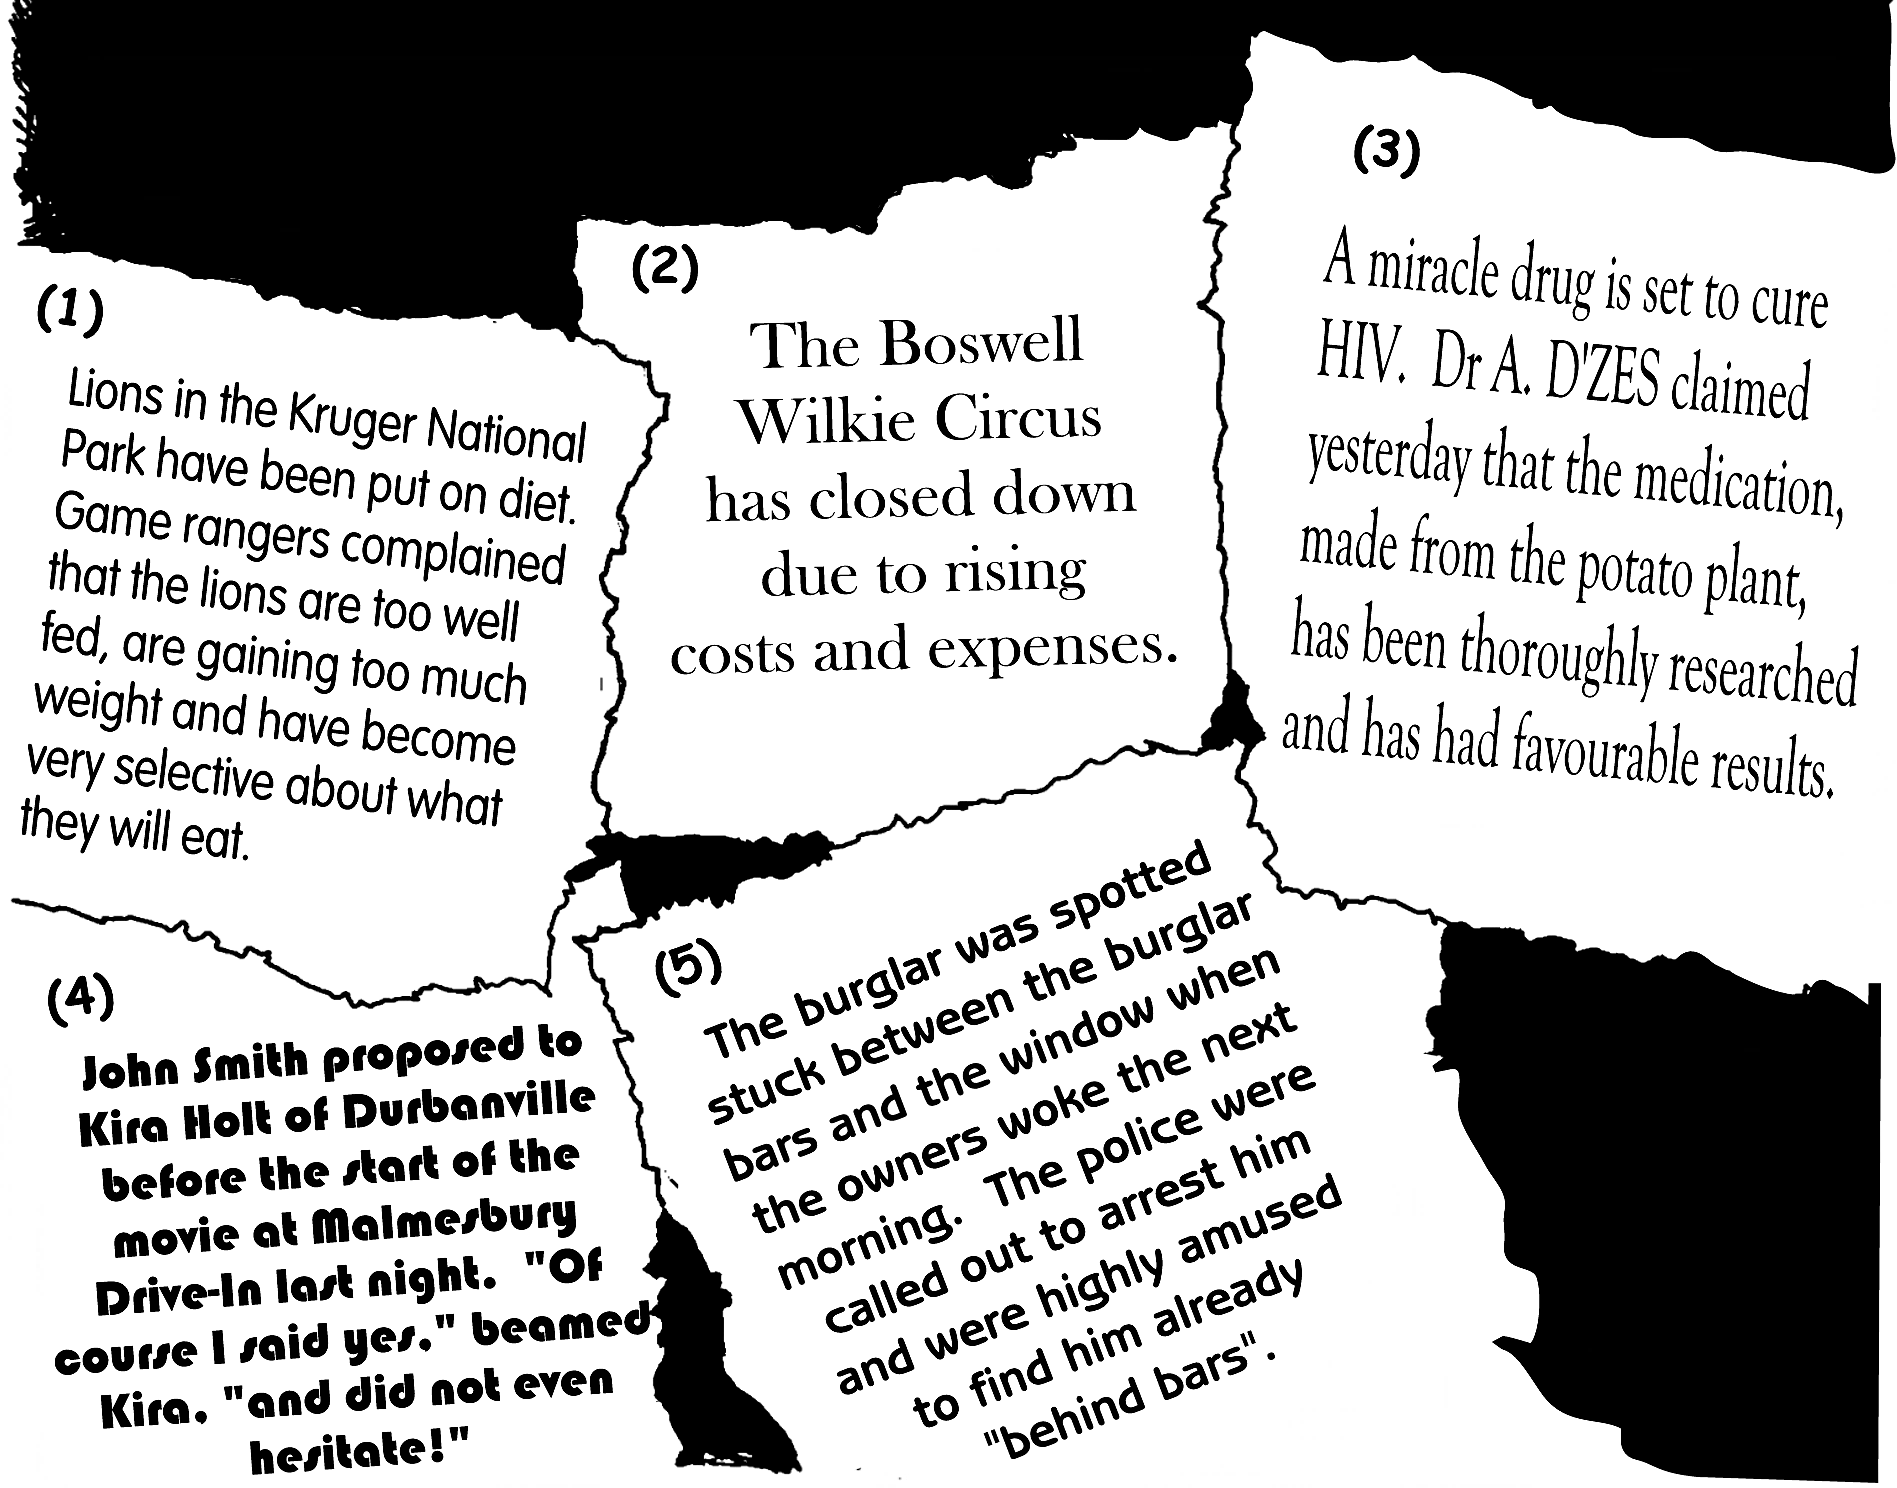 (1)
Lions in the Kruger National
Park have been put on diet.
Game rangers complained
that the lions are too well
fed, are gaining too much
weight and have become
very selective about what
they will eat.
(2)
The Boswell
Wilkie Circus
has closed down
due to rising
costs and expenses.
(3)
A miracle drug is set to cure
HIV. Dr A. D'ZES claimed
yesterday that the medication,
made from the potato plant,
has been thoroughly researched
and has had favourable results.
(4)
John Smith proposed to
Kira Holt of Durbanville
before the start of the
movie at Malmesbury
Drive-In last night. "Of
course I said yes," beamed
Kira, "and did not even
hesitate!"
(5)
The burglar was spotted
stuck between the burglar
bars and the window when
the owners woke the next
morning. The police were
called out to arrest him
and were highly amused
to find him already
"behind bars".